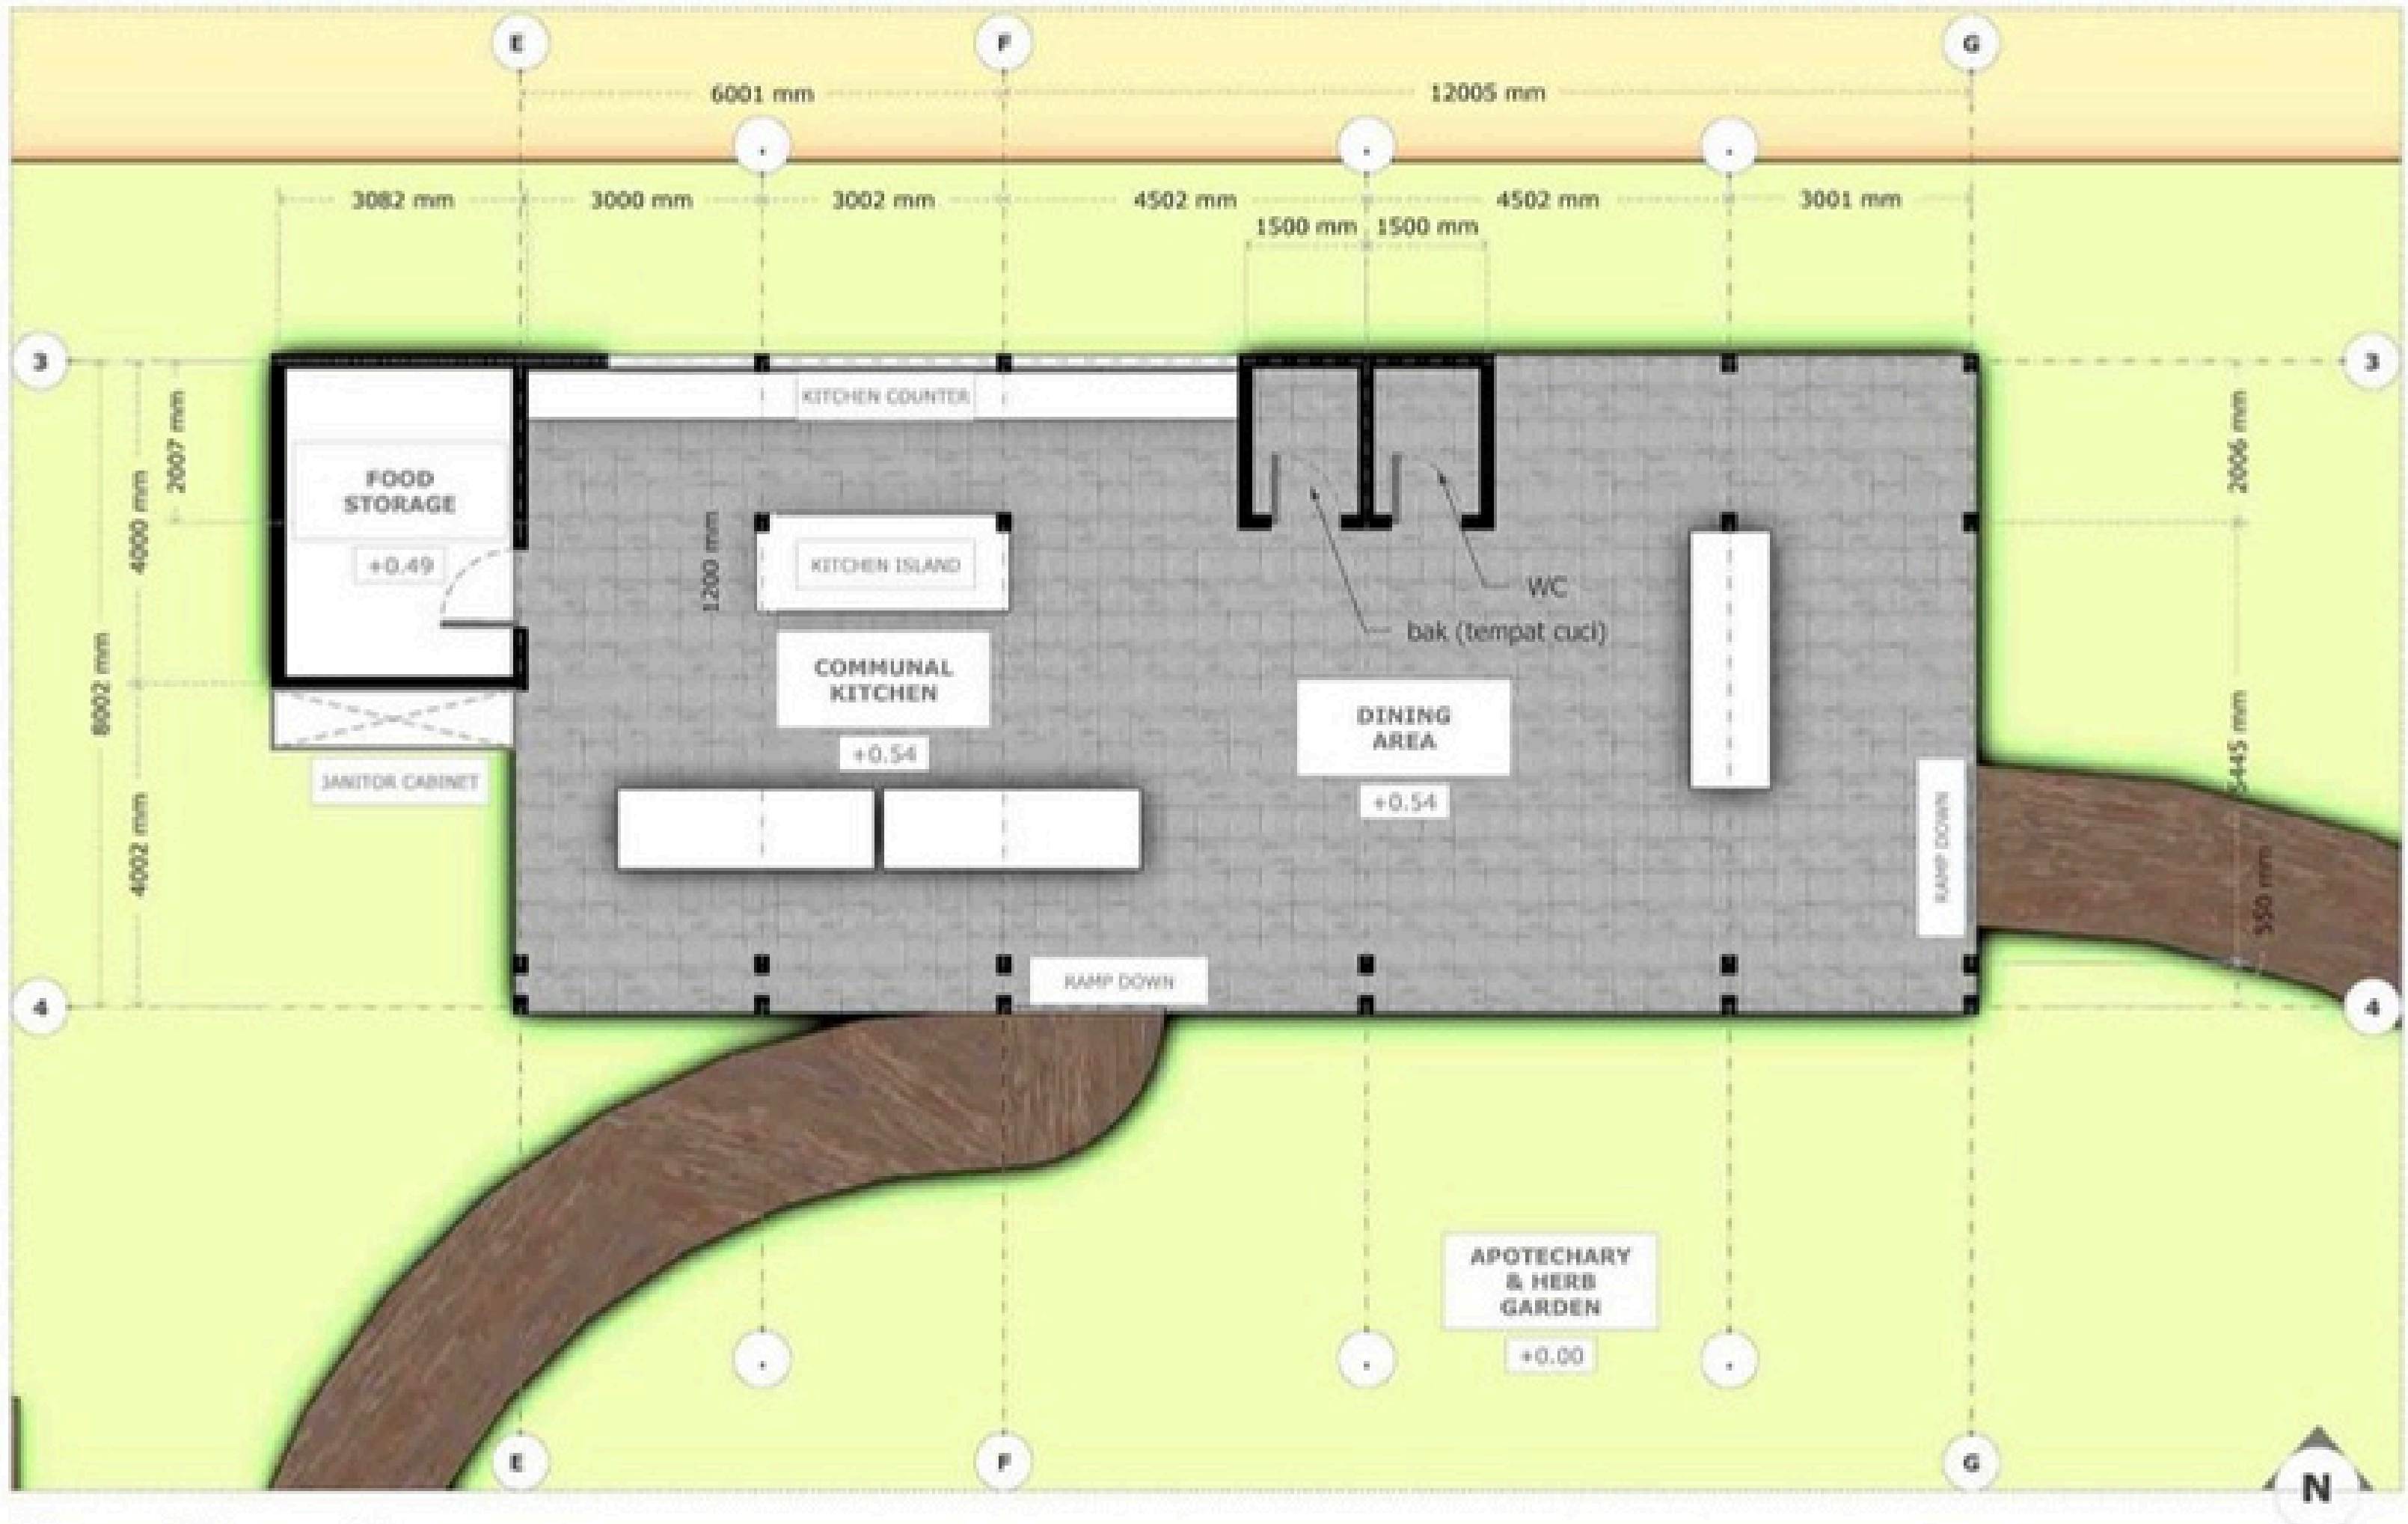 E
F
G
6001 mm
12005 mm
3082 mm
3000 mm
3002 mm
4502 mm
4502 mm
3001 mm
1500 mm
1500 mm
3
3
KITCHEN COUNTER
2007 mm
2006 mm
FOOD
STORAGE
+0.49
4000 mm
1200 mm
KITCHEN ISLAND
WC
bak (tempat cuci)
8002 mm
COMMUNAL
KITCHEN
+0.54
DINING
AREA
+0.54
JANITOR CABINET
4002 mm
RAMP DOWN
5445 mm
550 mm
RAMP DOWN
4
4
APOTECHARY
& HERB
GARDEN
+0.00
E
F
G
N